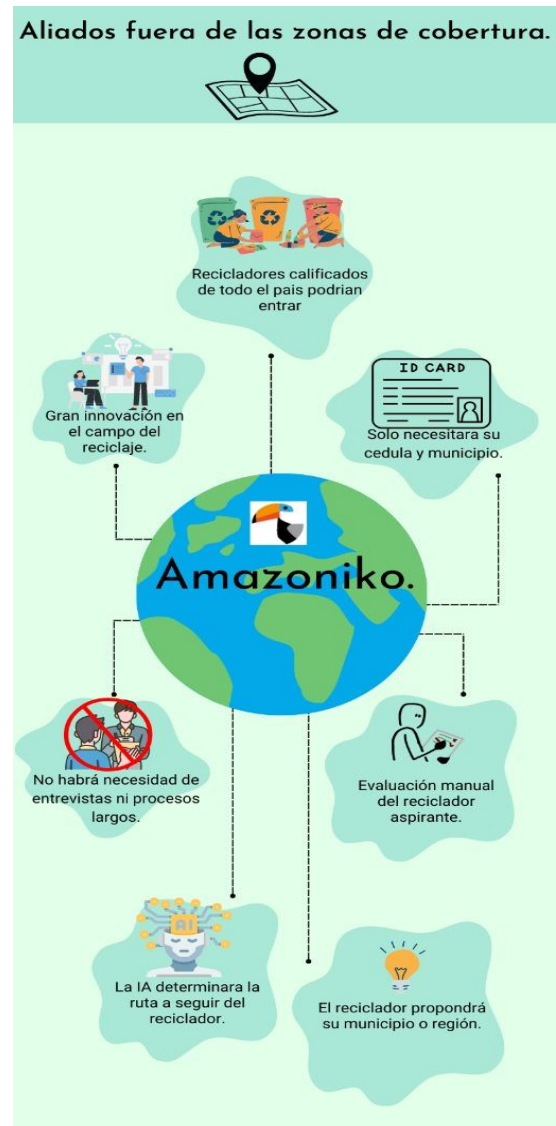 Aliados fuera de las zonas de cobertura.
Recicladores calificados
de todo el pais podrian
entrar
Gran innovación en
el campo del
reciclaje.
ID CARD
Solo necesitara su
cedula y municipio.
Amazoniko.
No habrá necesidad de
entrevistas ni procesos
largos.
Evaluación manual
del reciclador
aspirante.
AI
La IA determinara la
ruta a seguir del
reciclador.
El reciclador propondrá
su municipio o región.